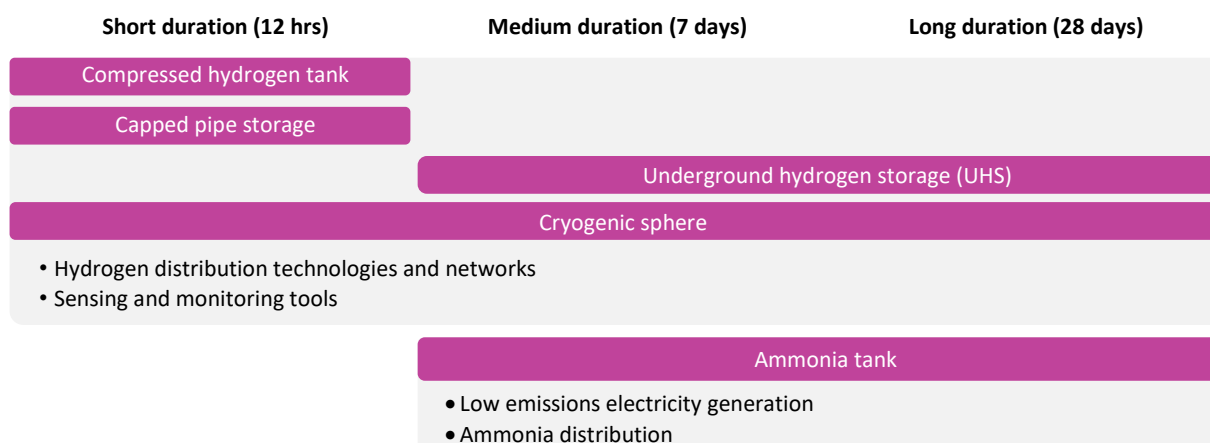 Short duration (12 hrs) Medium duration (7 days) Long duration (28 days)
Compressed hydrogen tank
Capped pipe storage
Underground hydrogen storage (UHS)
Cryogenic sphere
• Hydrogen distribution technologies and networks
• Sensing and monitoring tools
Ammonia tank
• Low emissions electricity generation
• Ammonia distribution